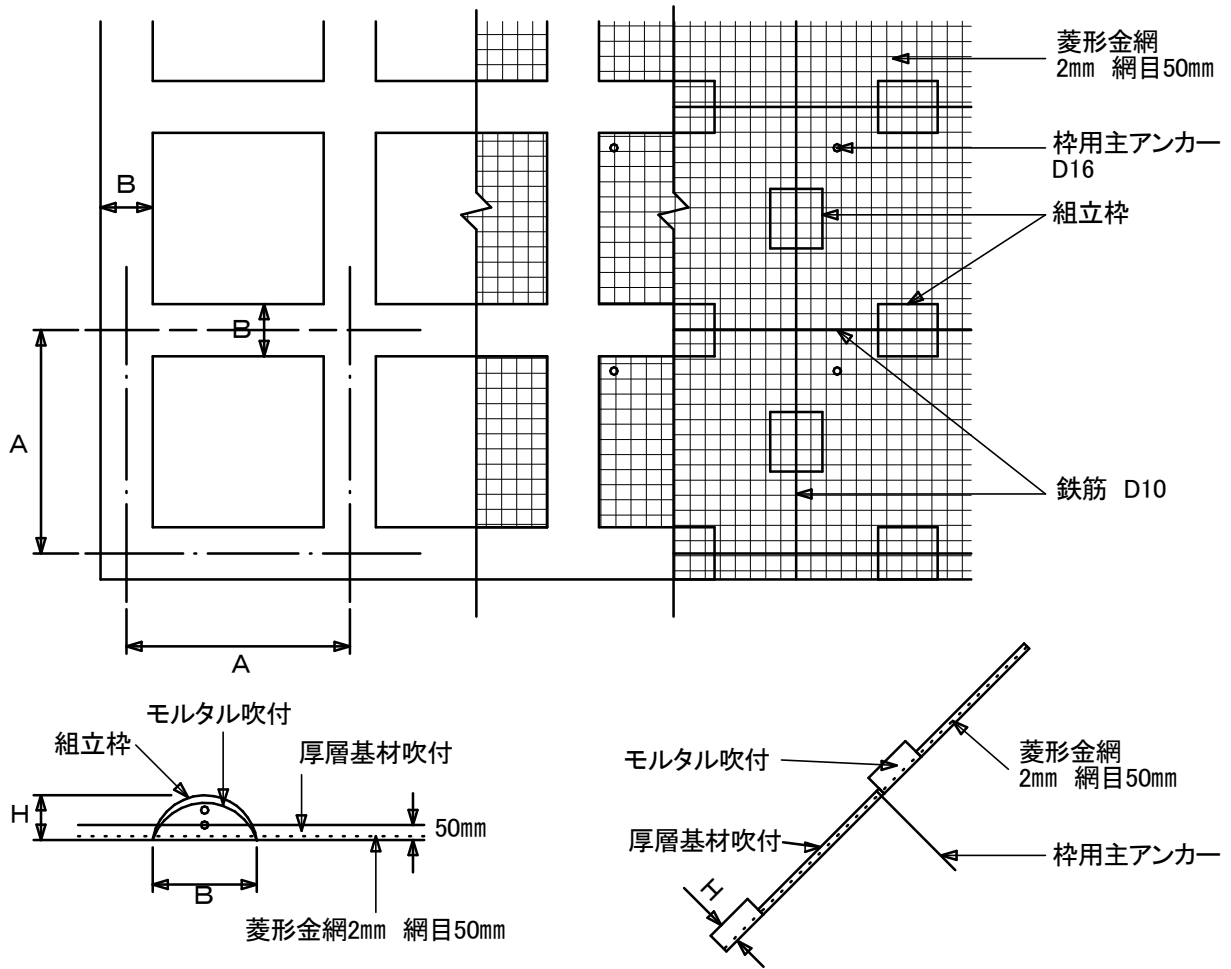 菱形金網
2mm 網目50mm
枠用主アンカー
D16
B
組立枠
B
A
鉄筋 D10
A
モルタル吹付
組立枠
厚層基材吹付
H
50mm
B
菱形金網2mm 網目50mm
モルタル吹付
菱形金網
2mm 網目50mm
厚層基材吹付
枠用主アンカー
H